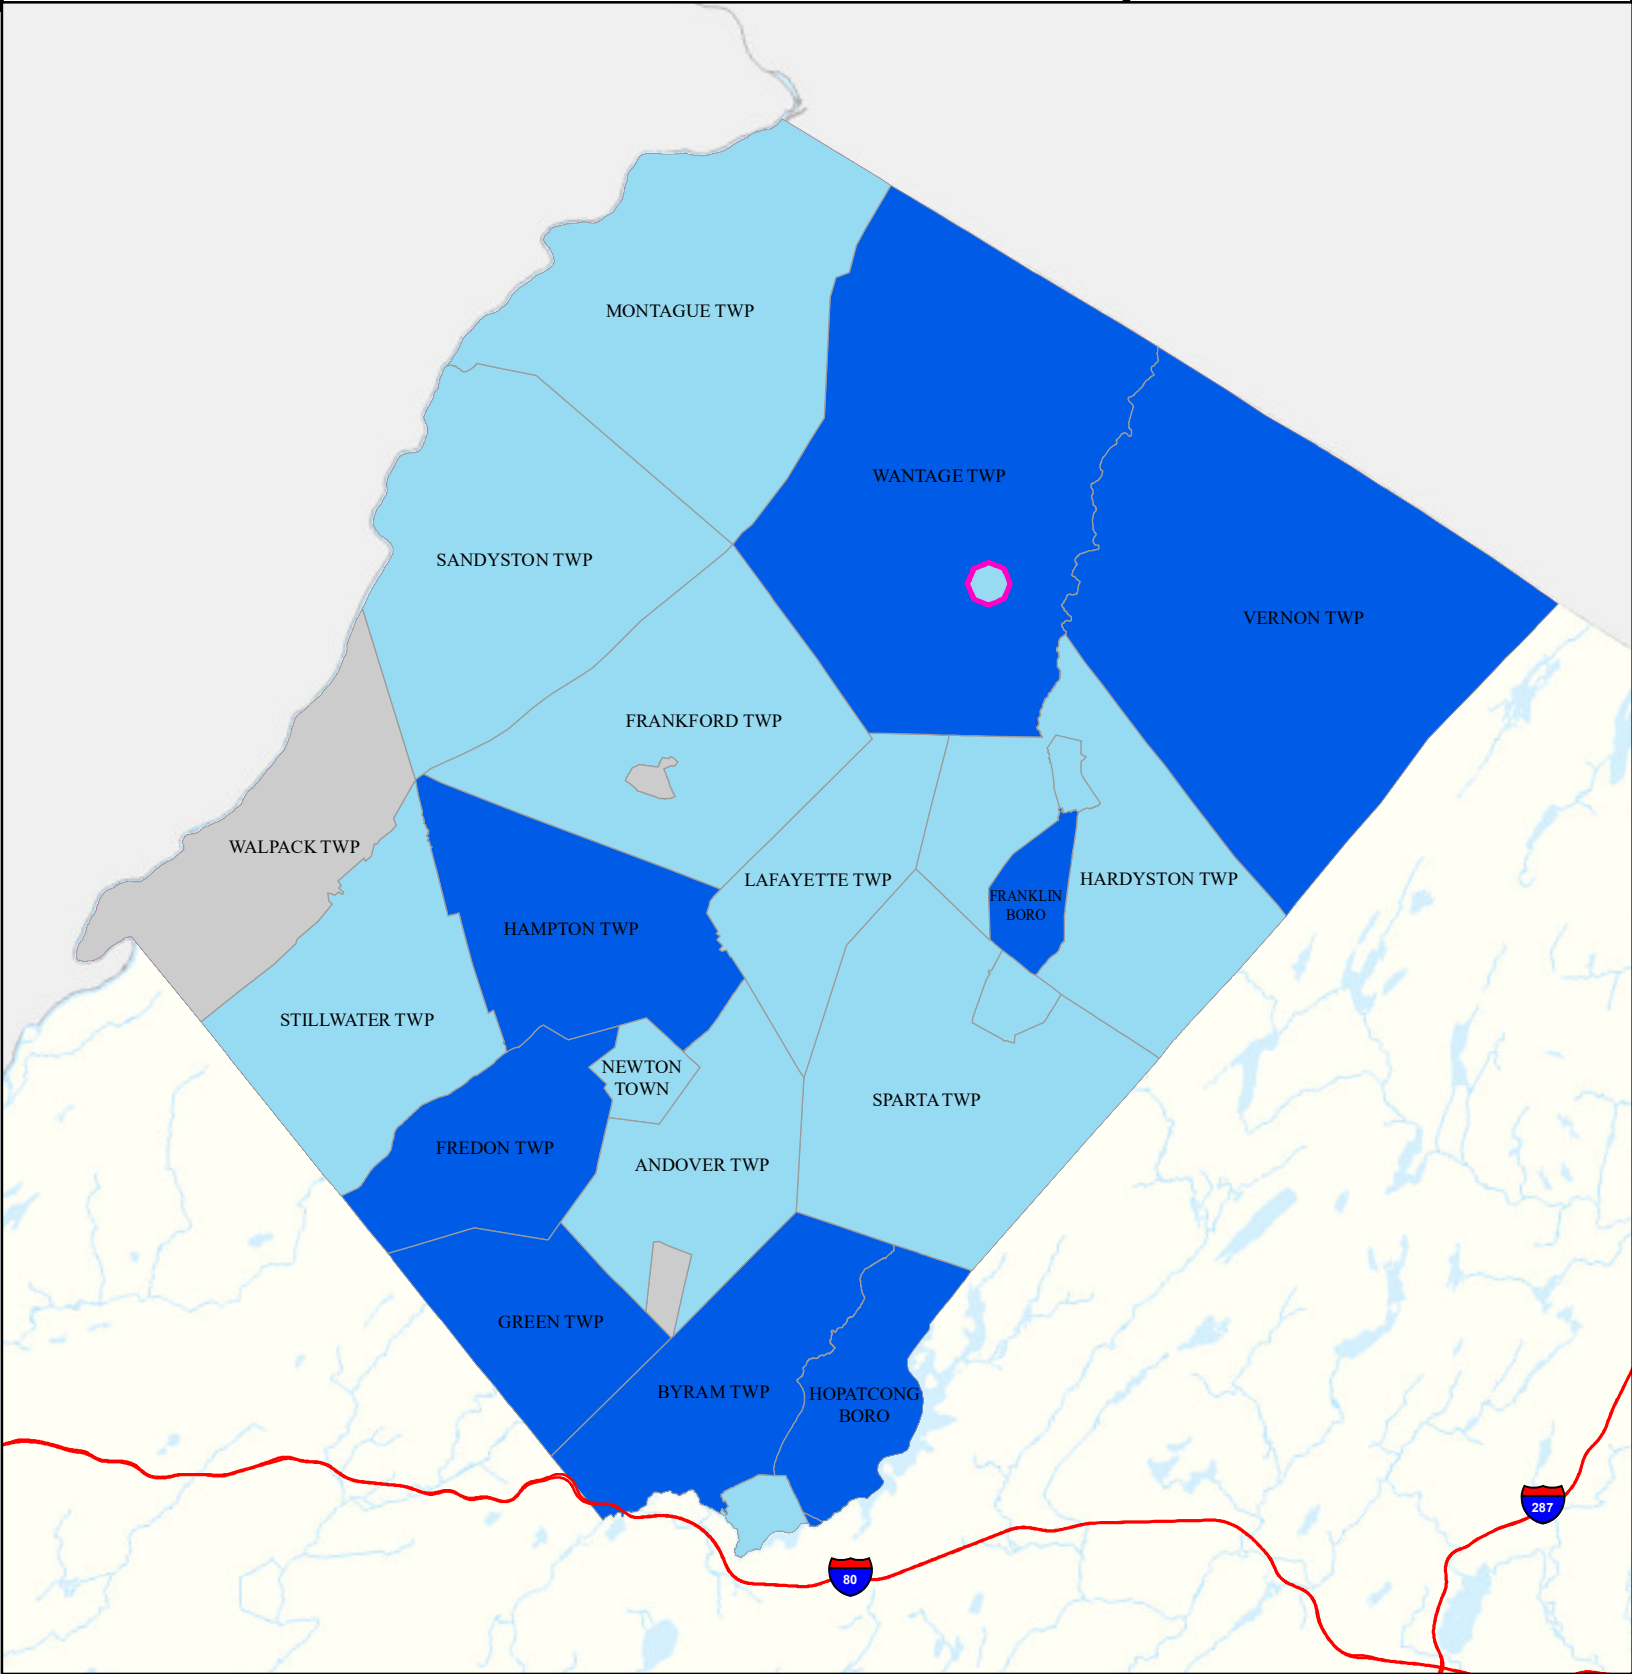 MONTAGUE TWP
WANTAGE TWP
SANDYSTON TWP
VERNON TWP
FRANKFORD TWP
WALPACK TWP
LAFAYETTE TWP
HARDYSTON TWP
FRANKLIN
BORO
HAMPTON TWP
STILLWATER TWP
NEWTON
TOWN
SPARTA TWP
FREDON TWP
ANDOVER TWP
GREEN TWP
BYRAM TWP
HOPATCONG
BORO
287
80